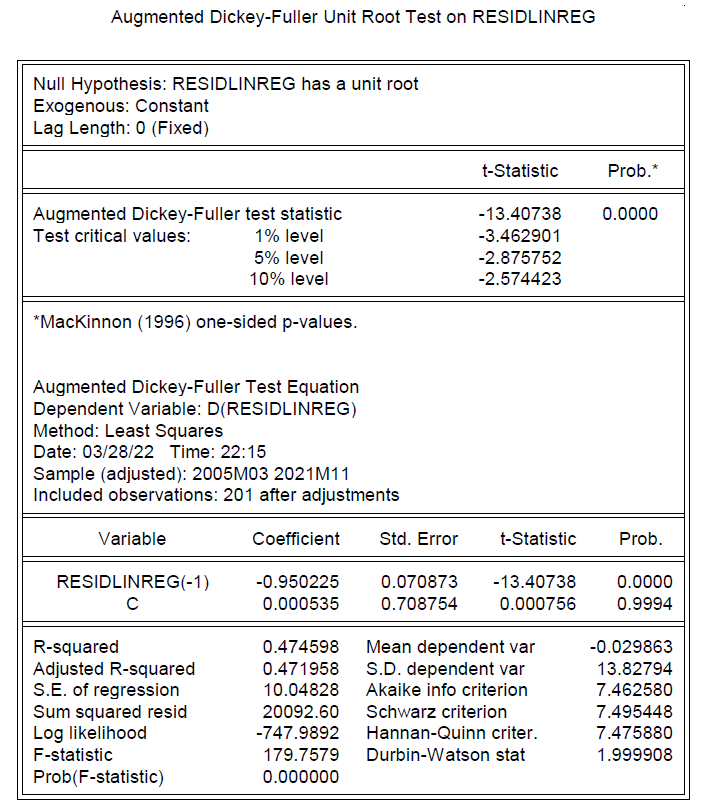 Augmented Dickey-Fuller Unit Root Test on RESIDLINREG
Null Hypothesis: RESIDLINREG has a unit root
Exogenous: Constant
Lag Length: 0 (Fixed)
t-Statistic Prob.*
Augmented Dickey-Fuller test statistic -13.40738 0.0000
Test critical values: 1% level -3.462901
5% level -2.875752
10% level -2.574423
*MacKinnon (1996) one-sided p-values.
Augmented Dickey-Fuller Test Equation
Dependent Variable: D(RESIDLINREG)
Method: Least Squares
Date: 03/28/22 Time: 22:15
Sample (adjusted): 2005M03 2021M11
Included observations: 201 after adjustments
Variable Coefficient Std. Error t-Statistic Prob.
RESIDLINREG(-1) -0.950225 0.070873 -13.40738 0.0000
C 0.000535 0.708754 0.000756 0.9994
R-squared 0.474598 Mean dependent var -0.029863
Adjusted R-squared 0.471958 S.D. dependent var 13.82794
S.E. of regression 10.04828 Akaike info criterion 7.462580
Sum squared resid 20092.60 Schwarz criterion 7.495448
Log likelihood -747.9892 Hannan-Quinn criter. 7.475880
F-statistic 179.7579 Durbin-Watson stat 1.999908
Prob(F-statistic) 0.000000